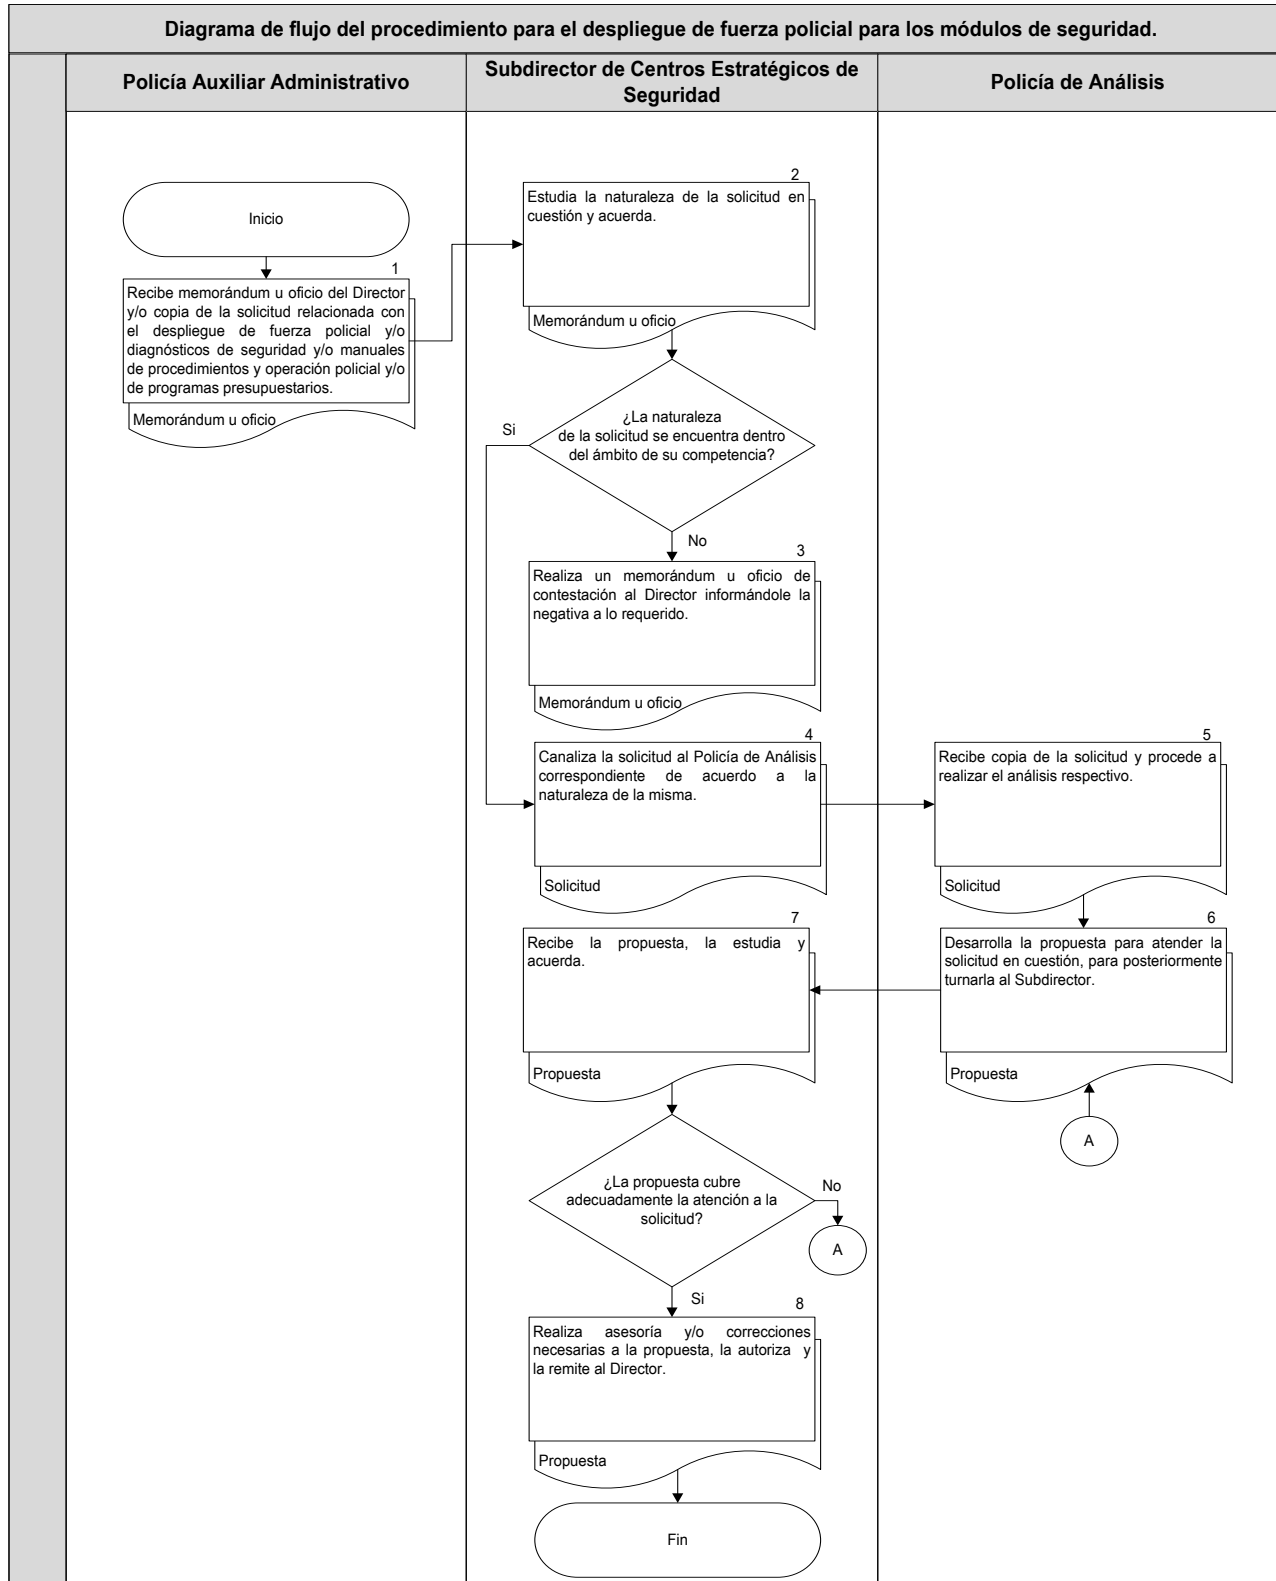 Diagrama de flujo del procedimiento para el despliegue de fuerza policial para los módulos de seguridad.
Policía Auxiliar Administrativo
Subdirector de Centros Estratégicos de
Seguridad
Policía de Análisis
Inicio
1
Recibe memorándum u oficio del Director
y/o copia de la solicitud relacionada con
el despliegue de fuerza policial y/o
diagnósticos de seguridad y/o manuales
de procedimientos y operación policial y/o
de programas presupuestarios.
Memorándum u oficio
2
Estudia la naturaleza de la solicitud en
cuestión y acuerda.
Memorándum u oficio
¿La naturaleza
de la solicitud se encuentra dentro
del ámbito de su competencia?
Si
No
3
Realiza un memorándum u oficio de
contestación al Director informándole la
negativa a lo requerido.
Memorándum u oficio
4
Canaliza la solicitud al Policía de Análisis
correspondiente de acuerdo a la
naturaleza de la misma.
Solicitud
5
Recibe copia de la solicitud y procede a
realizar el análisis respectivo.
Solicitud
6
Desarrolla la propuesta para atender la
solicitud en cuestión, para posteriormente
turnarla al Subdirector.
Propuesta
A
7
Recibe la propuesta, la estudia y
acuerda.
Propuesta
¿La propuesta cubre
adecuadamente la atención a la
solicitud?
No
A
Si
8
Realiza asesoría y/o correcciones
necesarias a la propuesta, la autoriza y
la remite al Director.
Propuesta
Fin